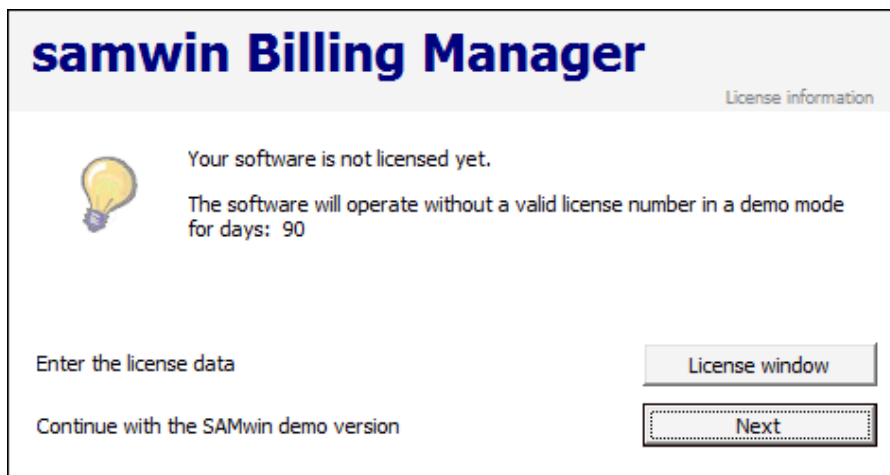 samwin Billing Manager
License information
Your software is not licensed yet.
The software will operate without a valid license number in a demo mode
for days: 90
Enter the license data
License window
Continue with the SAMwin demo version
Next